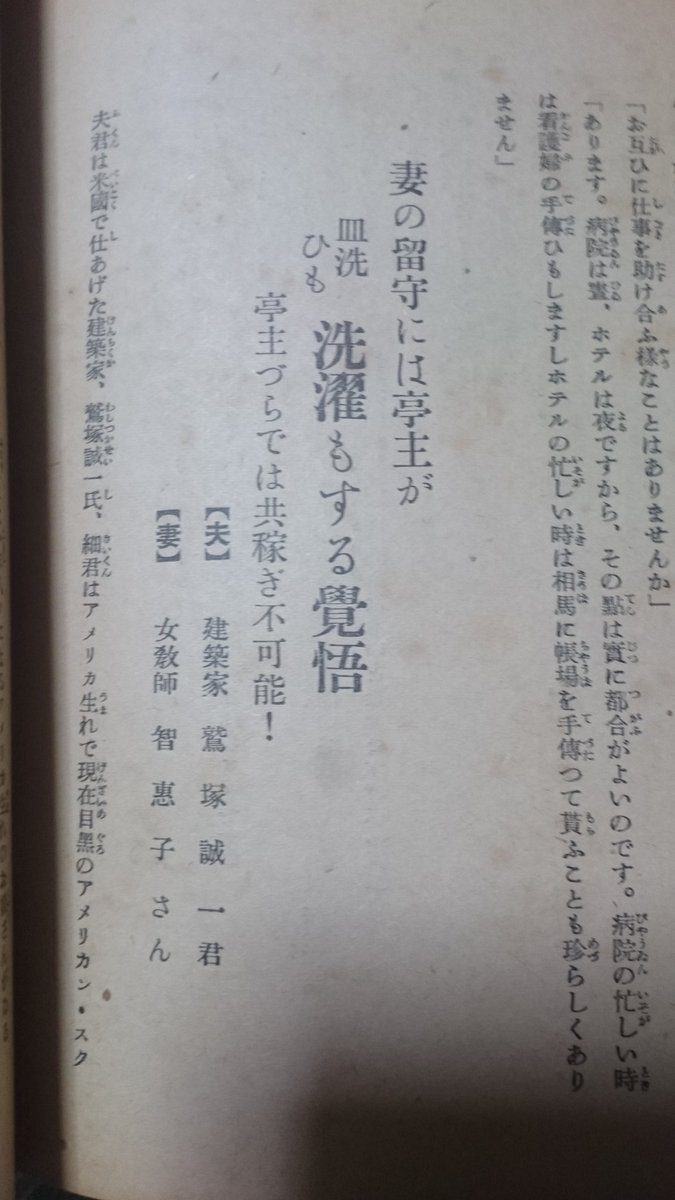 「お互ひに仕事を助け合ふ樣なことはありませんか」
「あります。病院は晝、ホテルは夜ですから、その點は實に都合がよいのです。病院の忙しい時
は看護婦の手傳ひもしますしホテルの忙しい時は相馬に帳場を手傳つて貰ふことも珍らしくあり
ません」
妻の留守には亭主が
皿洗ひも洗濯もする覺悟
亭主づらでは共稼ぎ不可能!
【夫】 建築家 鷲塚誠一君
【妻】 女敎師 智惠子さん
夫君は米國で仕あげた建築家、鷲塚誠一氏、細君はアメリカ生れで現在目黑のアメリカン・スク